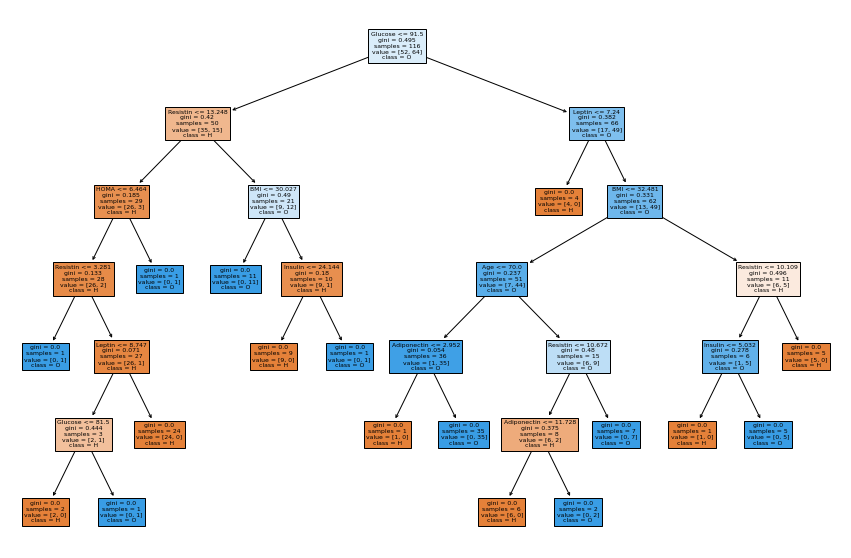 Glucose <= 91.5
gini = 0.495
samples = 116
value = [52, 64]
class = O
Resistin <= 13.248
gini = 0.42
samples = 50
value = [35, 15]
class = H
Leptin <= 7.24
gini = 0.382
samples = 66
value = [17, 49]
class = O
HOMA <= 6.464
gini = 0.185
samples = 29
value = [26, 3]
class = H
BMI <= 30.027
gini = 0.49
samples = 21
value = [9, 12]
class = O
gini = 0.0
samples = 4
value = [4, 0]
class = H
BMI <= 32.481
gini = 0.331
samples = 62
value = [13, 49]
class = O
Resistin <= 3.281
gini = 0.133
samples = 28
value = [26, 2]
class = H
gini = 0.0
samples = 1
value = [0, 1]
class = O
gini = 0.0
samples = 11
value = [0, 11]
class = O
Insulin <= 24.144
gini = 0.18
samples = 10
value = [9, 1]
class = H
Age <= 70.0
gini = 0.237
samples = 51
value = [7, 44]
class = O
Resistin <= 10.109
gini = 0.496
samples = 11
value = [6, 5]
class = H
gini = 0.0
samples = 1
value = [0, 1]
class = O
Leptin <= 8.747
gini = 0.071
samples = 27
value = [26, 1]
class = H
gini = 0.0
samples = 9
value = [9, 0]
class = H
gini = 0.0
samples = 1
value = [0, 1]
class = O
Adiponectin <= 2.952
gini = 0.054
samples = 36
value = [1, 35]
class = O
Resistin <= 10.672
gini = 0.48
samples = 15
value = [6, 9]
class = O
Insulin <= 5.032
gini = 0.278
samples = 6
value = [1, 5]
class = O
gini = 0.0
samples = 5
value = [5, 0]
class = H
Glucose <= 81.5
gini = 0.444
samples = 3
value = [2, 1]
class = H
gini = 0.0
samples = 24
value = [24, 0]
class = H
gini = 0.0
samples = 1
value = [1, 0]
class = H
gini = 0.0
samples = 35
value = [0, 35]
class = O
Adiponectin <= 11.728
gini = 0.375
samples = 8
value = [6, 2]
class = H
gini = 0.0
samples = 7
value = [0, 7]
class = O
gini = 0.0
samples = 1
value = [1, 0]
class = H
gini = 0.0
samples = 5
value = [0, 5]
class = O
gini = 0.0
samples = 2
value = [2, 0]
class = H
gini = 0.0
samples = 1
value = [0, 1]
class = O
gini = 0.0
samples = 6
value = [6, 0]
class = H
gini = 0.0
samples = 2
value = [0, 2]
class = O